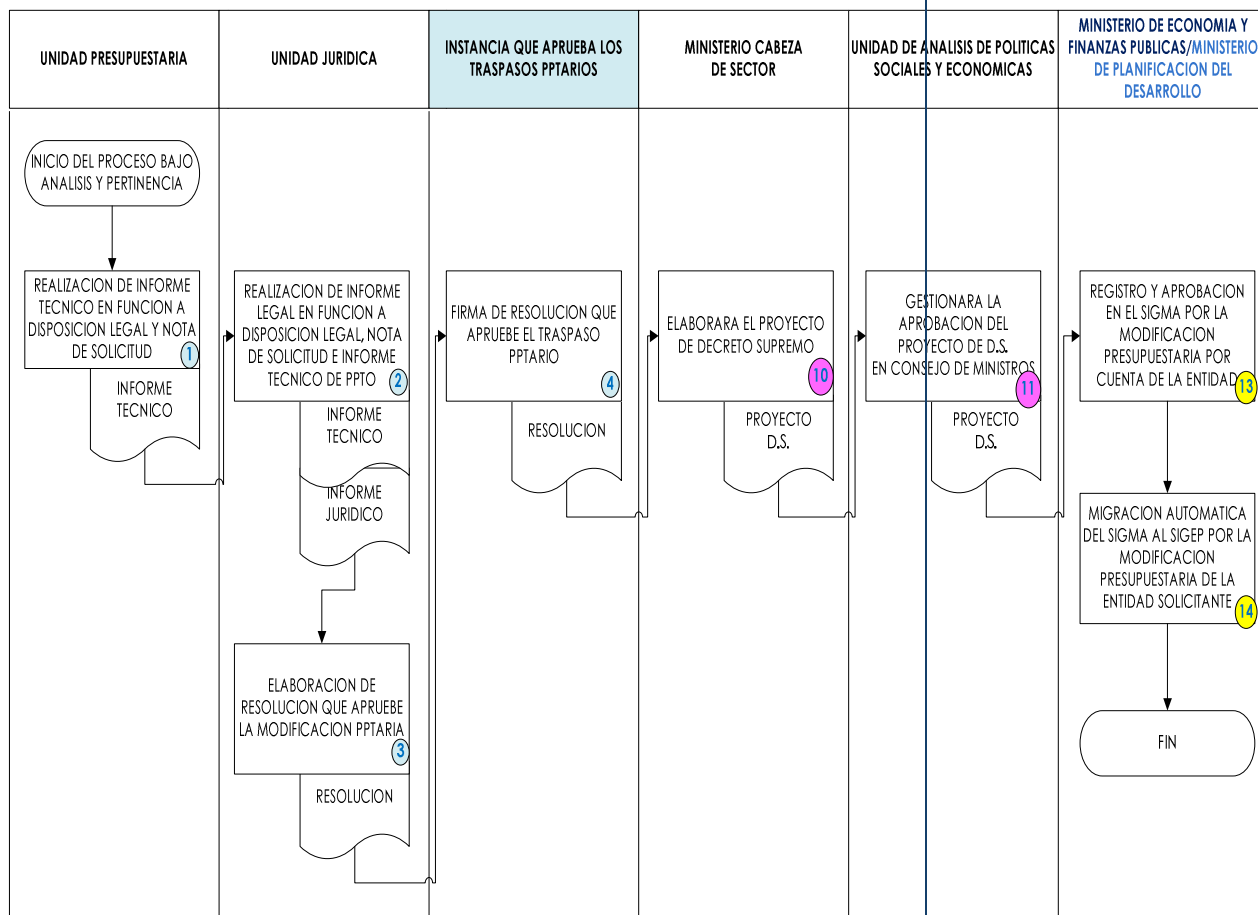 UNIDAD PRESUPUESTARIA
UNIDAD JURIDICA
INSTANCIA QUE APRUEBA LOS
TRASPASOS PPTARIOS
MINISTERIO CABEZA
DE SECTOR
UNIDAD DE ANALISIS DE POLITICAS
SOCIALES Y ECONOMICAS
MINISTERIO DE ECONOMIA Y
FINANZAS PUBLICAS/MINISTERIO
DE PLANIFICACION DEL
DESARROLLO
INICIO DEL PROCESO BAJO
ANALISIS Y PERTINENCIA
REALIZACION DE INFORME
TECNICO EN FUNCION A
DISPOSICION LEGAL Y NOTA
DE SOLICITUD
1
INFORME
TECNICO
REALIZACION DE INFORME
LEGAL EN FUNCION A
DISPOSICION LEGAL, NOTA
DE SOLICITUD E INFORME
TECNICO DE PPTO
2
INFORME
TECNICO
INFORME
JURIDICO
ELABORACION DE
RESOLUCION QUE APRUEBE
LA MODIFICACION PPTARIA
3
RESOLUCION
FIRMA DE RESOLUCION QUE
APRUEBE EL TRASPASO
PPTARIO
4
RESOLUCION
ELABORARA EL PROYECTO
DE DECRETO SUPREMO
10
PROYECTO
D.S.
GESTIONARA LA
APROBACION DEL
PROYECTO DE D.S.
EN CONSEJO DE MINISTROS
11
PROYECTO
D.S.
REGISTRO Y APROBACION
EN EL SIGMA POR LA
MODIFICACION
PRESUPUESTARIA POR
CUENTA DE LA ENTIDAD
13
MIGRACION AUTOMATICA
DEL SIGMA AL SIGEP POR LA
MODIFICACION
PRESUPUESTARIA DE LA
ENTIDAD SOLICITANTE
14
FIN